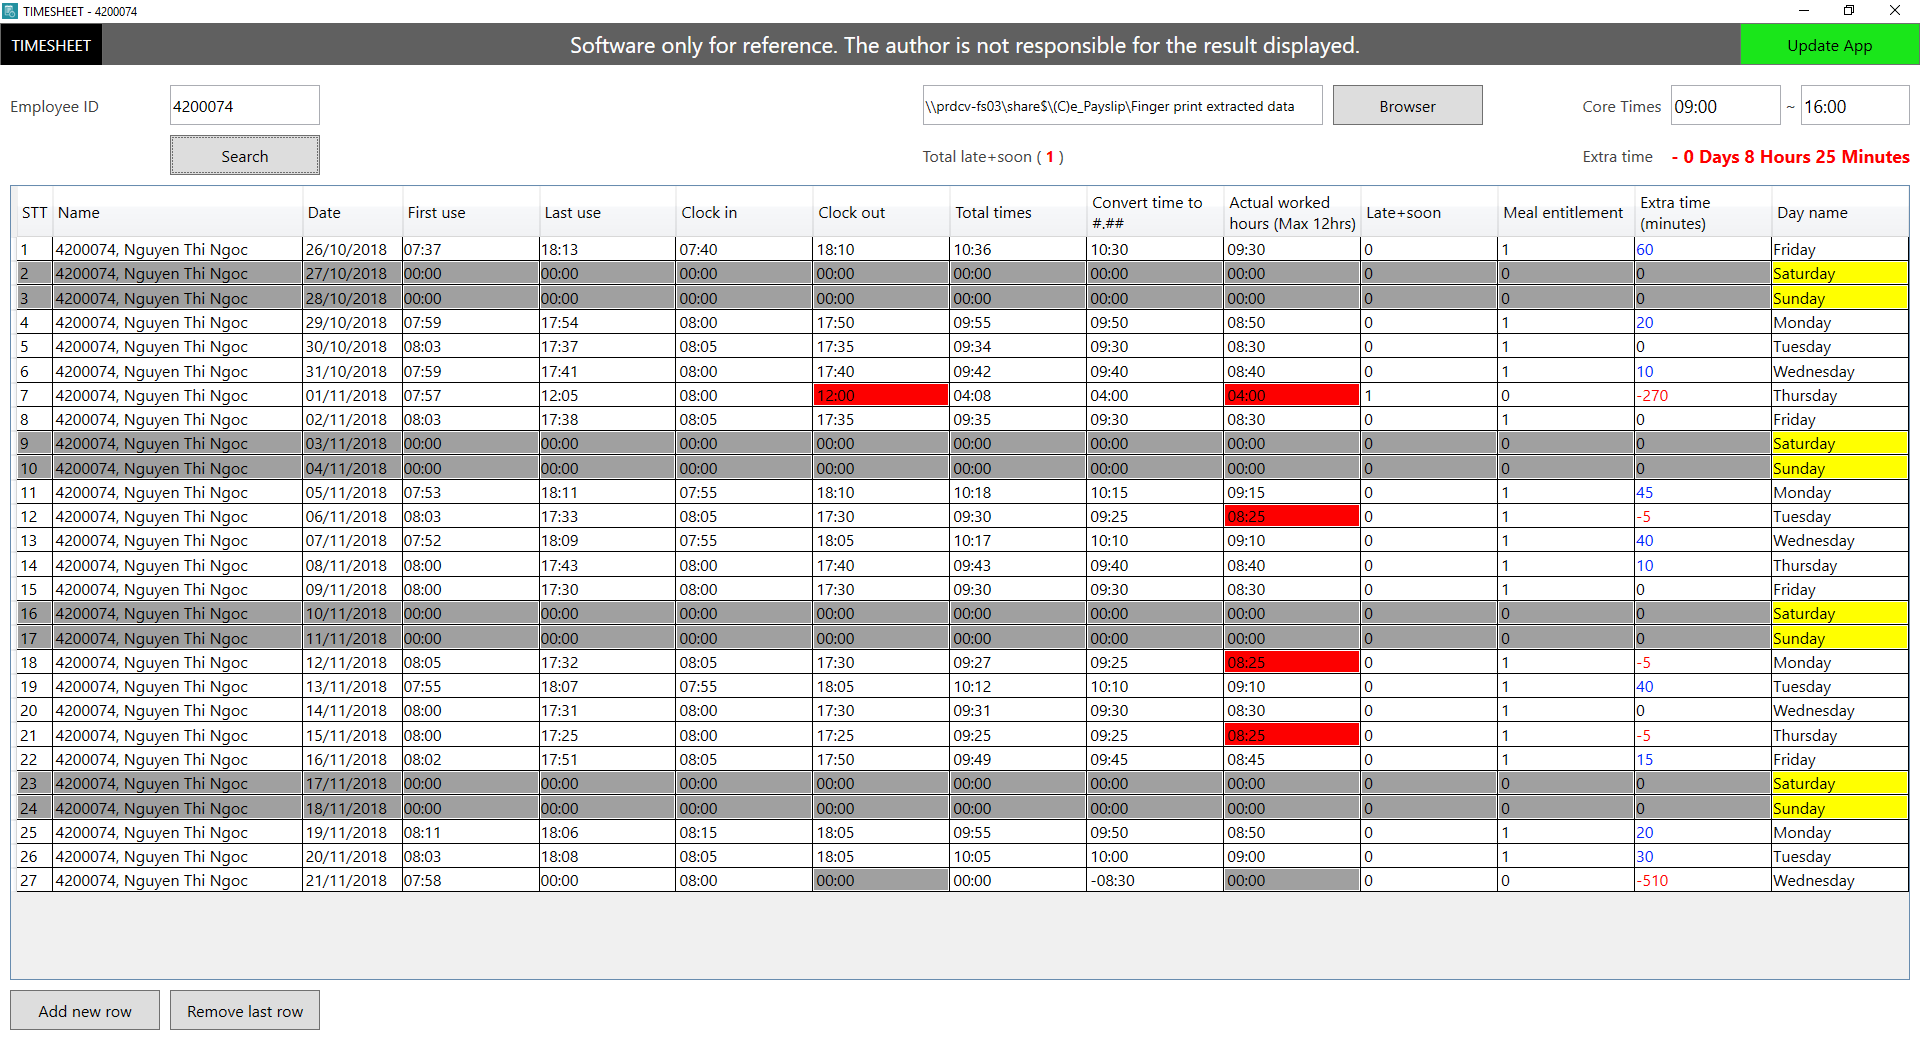 TIMESHEET - 4200074
TIMESHEET Software only for reference. The author is not responsible for the result displayed. Update App
Employee ID 4200074 \\prdcv-fs03\share$\(C)e_Payslip\Finger print extracted data Browser Core Times 09:00 ~ 16:00
Search Total late+soon ( 1 ) Extra time - 0 Days 8 Hours 25 Minutes
STT Name Date First use Last use Clock in Clock out Total times Convert time to #.## Actual worked hours (Max 12hrs) Late+soon Meal entitlement Extra time (minutes) Day name
1 4200074, Nguyen Thi Ngoc 26/10/2018 07:37 18:13 07:40 18:10 10:36 10:30 09:30 0 1 60 Friday
2 4200074, Nguyen Thi Ngoc 27/10/2018 00:00 00:00 00:00 00:00 00:00 00:00 00:00 0 0 0 Saturday
3 4200074, Nguyen Thi Ngoc 28/10/2018 00:00 00:00 00:00 00:00 00:00 00:00 00:00 0 0 0 Sunday
4 4200074, Nguyen Thi Ngoc 29/10/2018 07:59 17:54 08:00 17:50 09:55 09:50 08:50 0 1 20 Monday
5 4200074, Nguyen Thi Ngoc 30/10/2018 08:03 17:37 08:05 17:35 09:34 09:30 08:30 0 1 0 Tuesday
6 4200074, Nguyen Thi Ngoc 31/10/2018 07:59 17:41 08:00 17:40 09:42 09:40 08:40 0 1 10 Wednesday
7 4200074, Nguyen Thi Ngoc 01/11/2018 07:57 12:05 08:00 12:00 04:08 04:00 04:00 1 0 -270 Thursday
8 4200074, Nguyen Thi Ngoc 02/11/2018 08:03 17:38 08:05 17:35 09:35 09:30 08:30 0 1 0 Friday
9 4200074, Nguyen Thi Ngoc 03/11/2018 00:00 00:00 00:00 00:00 00:00 00:00 00:00 0 0 0 Saturday
10 4200074, Nguyen Thi Ngoc 04/11/2018 00:00 00:00 00:00 00:00 00:00 00:00 00:00 0 0 0 Sunday
11 4200074, Nguyen Thi Ngoc 05/11/2018 07:53 18:11 07:55 18:10 10:18 10:15 09:15 0 1 45 Monday
12 4200074, Nguyen Thi Ngoc 06/11/2018 08:03 17:33 08:05 17:30 09:30 09:25 08:25 0 1 -5 Tuesday
13 4200074, Nguyen Thi Ngoc 07/11/2018 07:52 18:09 07:55 18:05 10:17 10:10 09:10 0 1 40 Wednesday
14 4200074, Nguyen Thi Ngoc 08/11/2018 08:00 17:43 08:00 17:40 09:43 09:40 08:40 0 1 10 Thursday
15 4200074, Nguyen Thi Ngoc 09/11/2018 08:00 17:30 08:00 17:30 09:30 09:30 08:30 0 1 0 Friday
16 4200074, Nguyen Thi Ngoc 10/11/2018 00:00 00:00 00:00 00:00 00:00 00:00 00:00 0 0 0 Saturday
17 4200074, Nguyen Thi Ngoc 11/11/2018 00:00 00:00 00:00 00:00 00:00 00:00 00:00 0 0 0 Sunday
18 4200074, Nguyen Thi Ngoc 12/11/2018 08:05 17:32 08:05 17:30 09:27 09:25 08:25 0 1 -5 Monday
19 4200074, Nguyen Thi Ngoc 13/11/2018 07:55 18:07 07:55 18:05 10:12 10:10 09:10 0 1 40 Tuesday
20 4200074, Nguyen Thi Ngoc 14/11/2018 08:00 17:31 08:00 17:30 09:31 09:30 08:30 0 1 0 Wednesday
21 4200074, Nguyen Thi Ngoc 15/11/2018 08:00 17:25 08:00 17:25 09:25 09:25 08:25 0 1 -5 Thursday
22 4200074, Nguyen Thi Ngoc 16/11/2018 08:02 17:51 08:05 17:50 09:49 09:45 08:45 0 1 15 Friday
23 4200074, Nguyen Thi Ngoc 17/11/2018 00:00 00:00 00:00 00:00 00:00 00:00 00:00 0 0 0 Saturday
24 4200074, Nguyen Thi Ngoc 18/11/2018 00:00 00:00 00:00 00:00 00:00 00:00 00:00 0 0 0 Sunday
25 4200074, Nguyen Thi Ngoc 19/11/2018 08:11 18:06 08:15 18:05 09:55 09:50 08:50 0 1 20 Monday
26 4200074, Nguyen Thi Ngoc 20/11/2018 08:03 18:08 08:05 18:05 10:05 10:00 09:00 0 1 30 Tuesday
27 4200074, Nguyen Thi Ngoc 21/11/2018 07:58 00:00 08:00 00:00 00:00 -08:30 00:00 0 0 -510 Wednesday
Add new row Remove last row